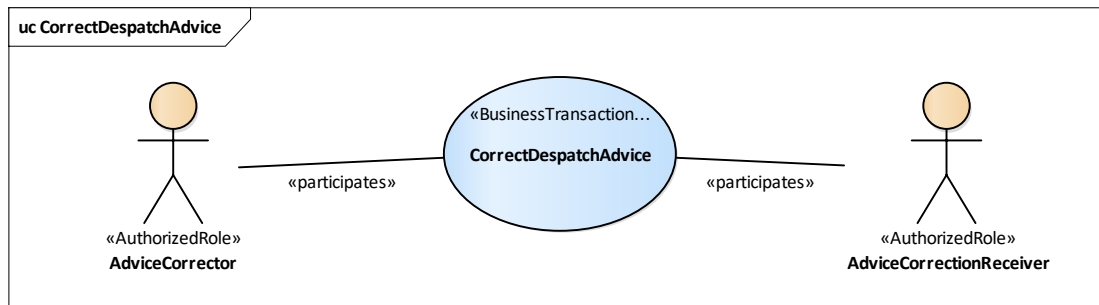 uc CorrectDespatchAdvice
«BusinessTransaction...
CorrectDespatchAdvice
«participates»
«participates»
«AuthorizedRole»
AdviceCorrector
«AuthorizedRole»
AdviceCorrectionReceiver